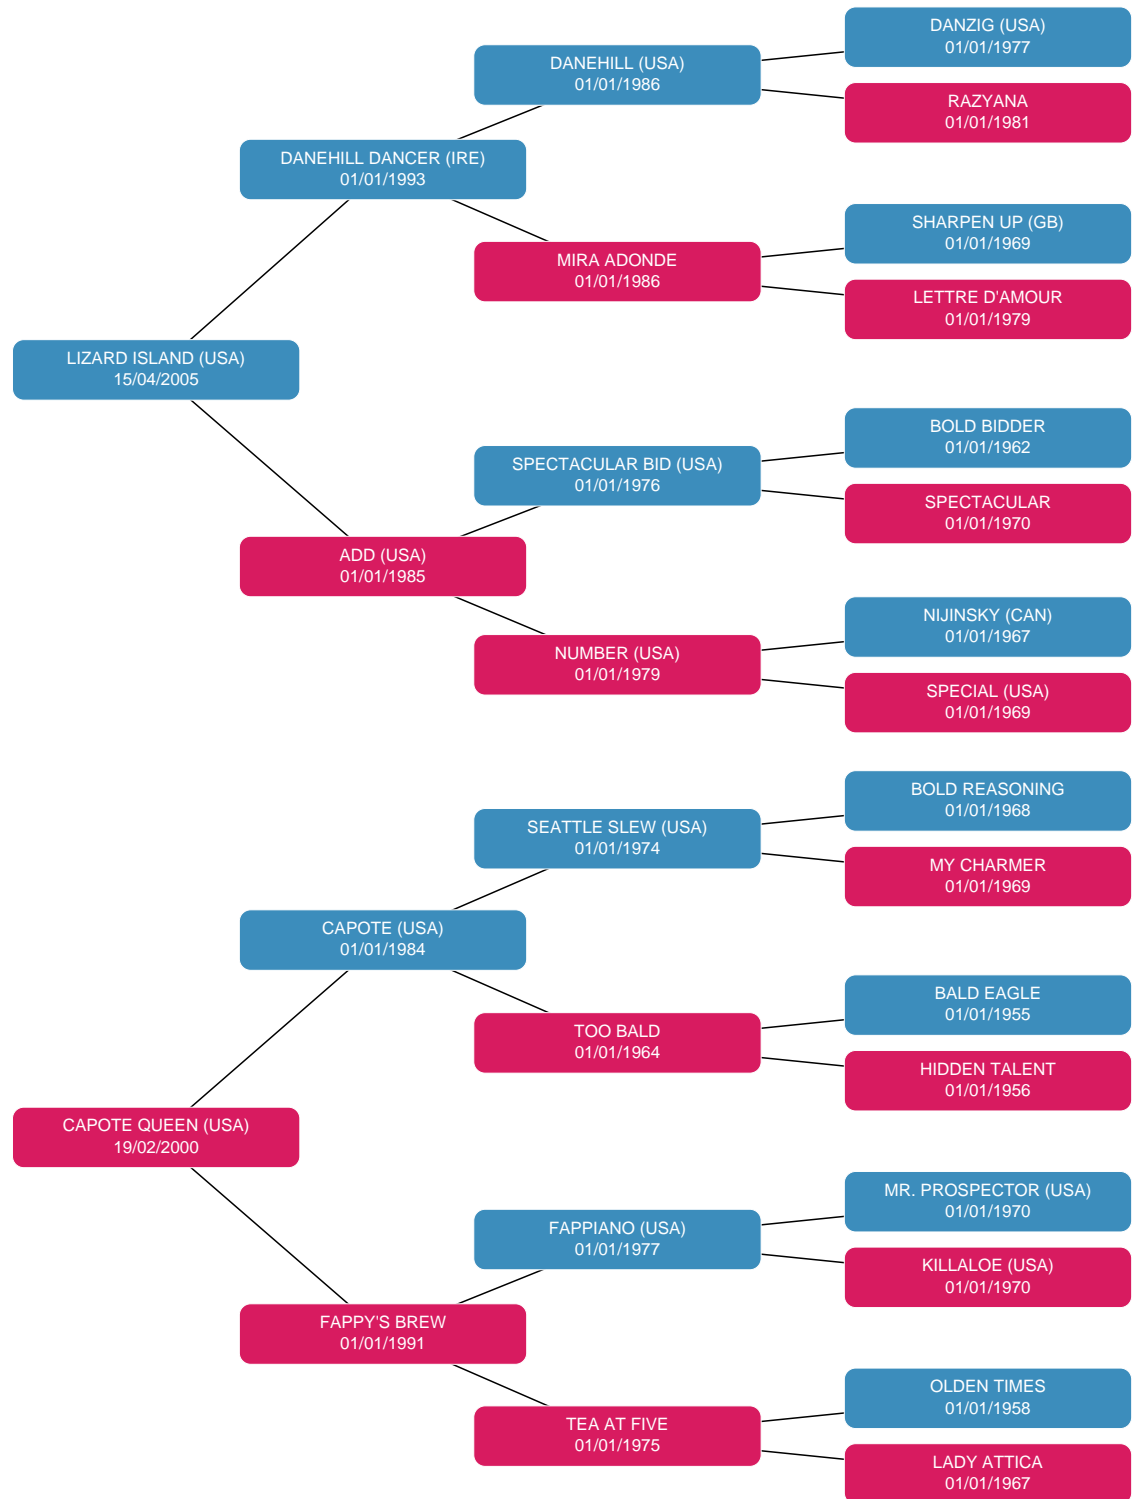 DANZIG (USA)
01/01/1977
DANEHILL (USA)
01/01/1986
RAZYANA
01/01/1981
DANEHILL DANCER (IRE)
01/01/1993
SHARPEN UP (GB)
01/01/1969
MIRA ADONDE
01/01/1986
LETTRE D'AMOUR
01/01/1979
LIZARD ISLAND (USA)
15/04/2005
BOLD BIDDER
01/01/1962
SPECTACULAR BID (USA)
01/01/1976
SPECTACULAR
01/01/1970
ADD (USA)
01/01/1985
NIJINSKY (CAN)
01/01/1967
NUMBER (USA)
01/01/1979
SPECIAL (USA)
01/01/1969
BOLD REASONING
01/01/1968
SEATTLE SLEW (USA)
01/01/1974
MY CHARMER
01/01/1969
CAPOTE (USA)
01/01/1984
BALD EAGLE
01/01/1955
TOO BALD
01/01/1964
HIDDEN TALENT
01/01/1956
CAPOTE QUEEN (USA)
19/02/2000
MR. PROSPECTOR (USA)
01/01/1970
FAPPIANO (USA)
01/01/1977
KILLALOE (USA)
01/01/1970
FAPPY'S BREW
01/01/1991
OLDEN TIMES
01/01/1958
TEA AT FIVE
01/01/1975
LADY ATTICA
01/01/1967